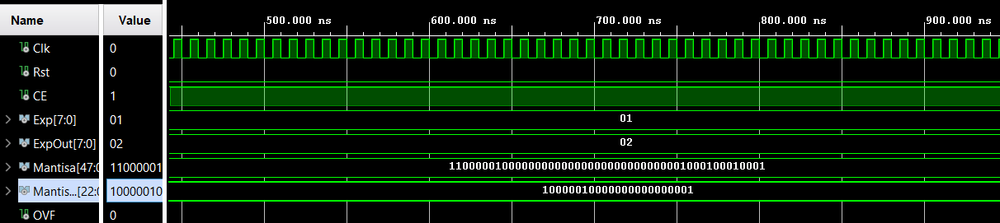 Name Value
500.000 ns 600.000 ns 700.000 ns 800.000 ns 900.000 ns
Clk 0
Rst 0
CE 1
Exp[7:0] 01 01
ExpOut[7:0] 02 02
Mantisa[47:0 11000001 110000010000000000000000000000000001000100010001
Mantis...[22:0 10000010 10000010000000000000001
OVF 0